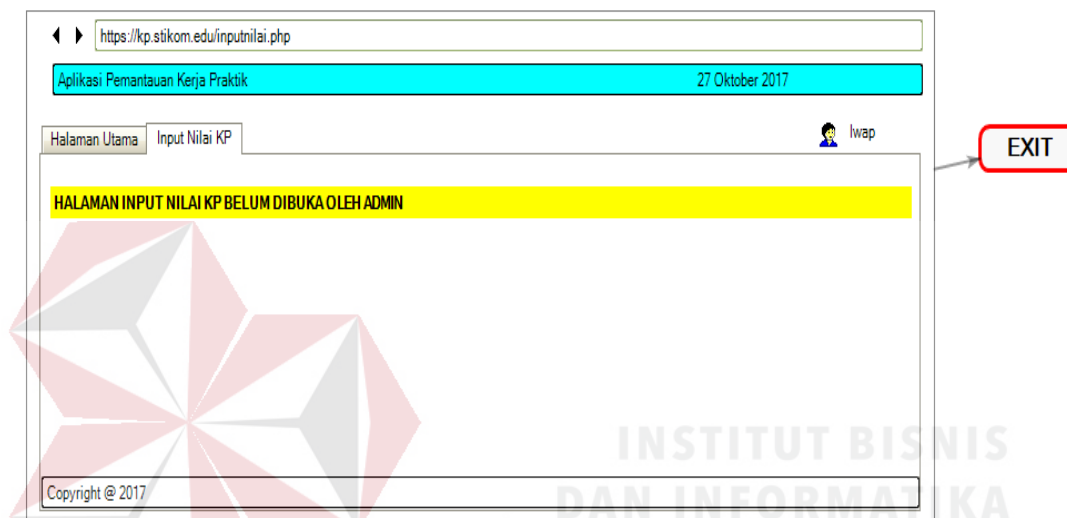 https://kp.stikom.edu/inputnilai.php
Aplikasi Pemantauan Kerja Praktik 27 Oktober 2017
Halaman Utama Input Nilai KP Iwap
EXIT
HALAMAN INPUT NILAI KP BELUM DIBUKA OLEH ADMIN
INSTITUT BISNIS
Copyright @ 2017
DAN INFORMATIKA